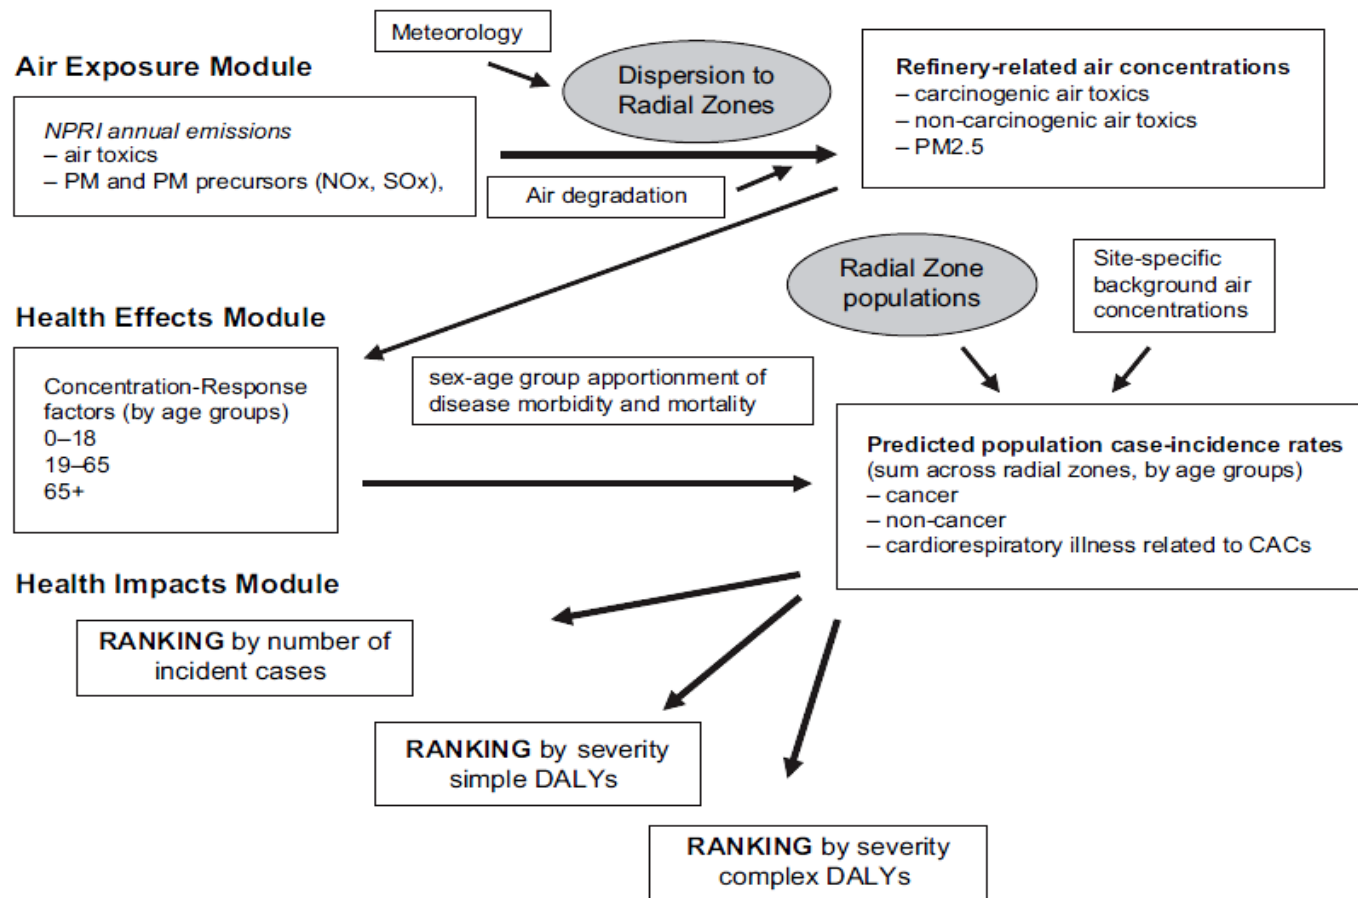 Meteorology
Air Exposure Module
Dispersion to
Radial Zones
NPRI annual emissions
– air toxics
– PM and PM precursors (NOx, SOx),
Air degradation
Refinery-related air concentrations
– carcinogenic air toxics
– non-carcinogenic air toxics
– PM2.5
Radial Zone
populations
Site-specific
background air
concentrations
Health Effects Module
Concentration-Response
factors (by age groups)
0–18
19–65
65+
sex-age group apportionment of
disease morbidity and mortality
Predicted population case-incidence rates
(sum across radial zones, by age groups)
– cancer
– non-cancer
– cardiorespiratory illness related to CACs
Health Impacts Module
RANKING by number of
incident cases
RANKING by severity
simple DALYs
RANKING by severity
complex DALYs